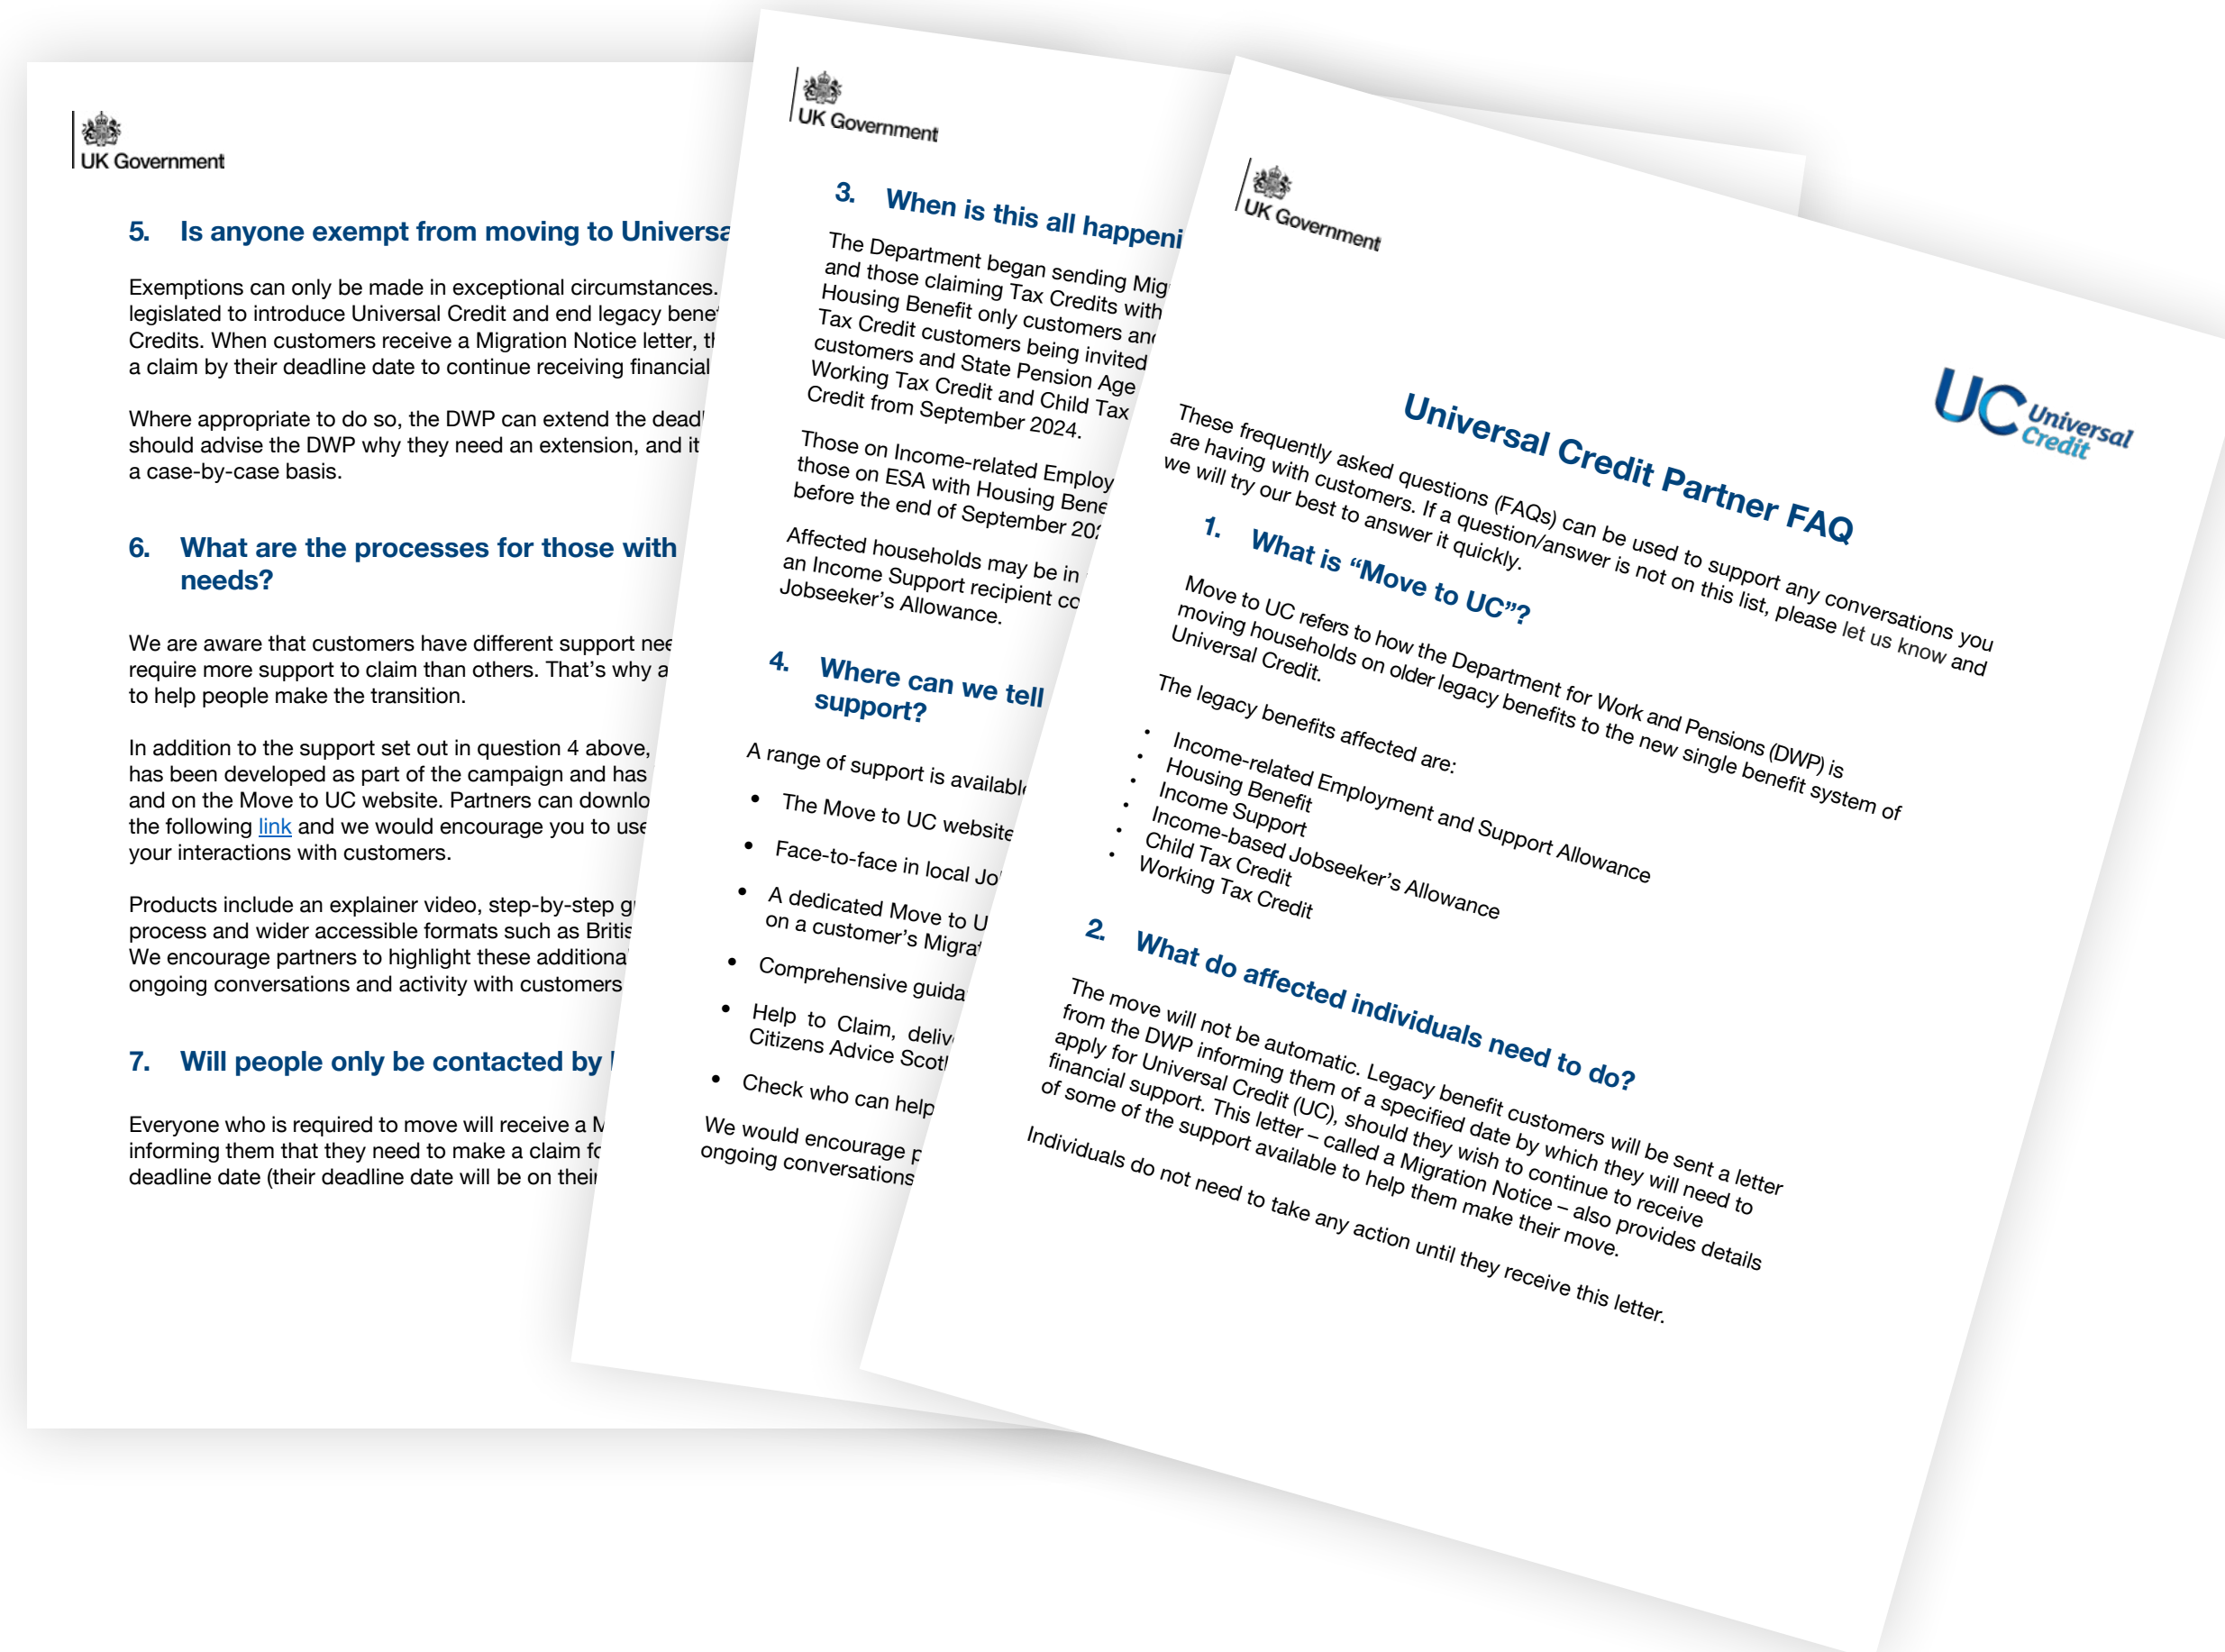 UK Government
5. Is anyone exempt from moving to Universa
Exemptions can only be made in exceptional circumstances.
legislated to introduce Universal Credit and end legacy bene
Credits. When customers receive a Migration Notice letter, th
a claim by their deadline date to continue receiving financial
Where appropriate to do so, the DWP can extend the deadl
should advise the DWP why they need an extension, and it
a case-by-case basis.
6. What are the processes for those with
needs?
We are aware that customers have different support nee
require more support to claim than others. That’s why a
to help people make the transition.
In addition to the support set out in question 4 above,
has been developed as part of the campaign and has
and on the Move to UC website. Partners can downlo
the following link and we would encourage you to use
your interactions with customers.
Products include an explainer video, step-by-step g
process and wider accessible formats such as Britis
We encourage partners to highlight these additiona
ongoing conversations and activity with customers
7. Will people only be contacted by
Everyone who is required to move will receive a M
informing them that they need to make a claim fo
deadline date (their deadline date will be on their
UK Government
3. When is this all happeni
The Department began sending Mig
and those claiming Tax Credits with
Housing Benefit only customers and
Tax Credit customers being invited
customers and State Pension Age
Working Tax Credit and Child Tax
Credit from September 2024.
Those on Income-related Employ
those on ESA with Housing Bene
before the end of September 202
Affected households may be in
an Income Support recipient co
Jobseeker’s Allowance.
4. Where can we tell
support?
A range of support is available
• The Move to UC website
• Face-to-face in local Jo
• A dedicated Move to U
on a customer’s Migrat
• Comprehensive guida
• Help to Claim, deliv
Citizens Advice Scotl
• Check who can help
We would encourage p
ongoing conversations
UK Government
UC Universal
Credit
Universal Credit Partner FAQ
These frequently asked questions (FAQs) can be used to support any conversations you
are having with customers. If a question/answer is not on this list, please let us know and
we will try our best to answer it quickly.
1. What is “Move to UC”?
Move to UC refers to how the Department for Work and Pensions (DWP) is
moving households on older legacy benefits to the new single benefit system of
Universal Credit.
The legacy benefits affected are:
• Income-related Employment and Support Allowance
• Housing Benefit
• Income Support
• Income-based Jobseeker’s Allowance
• Child Tax Credit
• Working Tax Credit
2. What do affected individuals need to do?
The move will not be automatic. Legacy benefit customers will be sent a letter
from the DWP informing them of a specified date by which they will need to
apply for Universal Credit (UC), should they wish to continue to receive
financial support. This letter – called a Migration Notice – also provides details
of some of the support available to help them make their move.
Individuals do not need to take any action until they receive this letter.